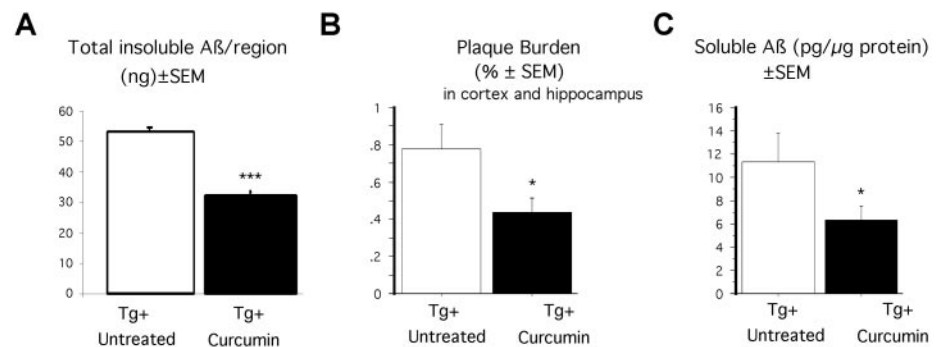 A
Total insoluble Aß/region
(ng)±SEM
60
50
40
30
20
10
0
***
Tg+ Tg+
Untreated Curcumin
B
Plaque Burden
(% ± SEM)
in cortex and hippocampus
1
.8
.6
.4
.2
0
*
Tg+ Tg+
Untreated Curcumin
C
Soluble Aß (pg/µg protein)
±SEM
16
14
12
10
8
6
4
2
0
*
Tg+ Tg+
Untreated Curcumin